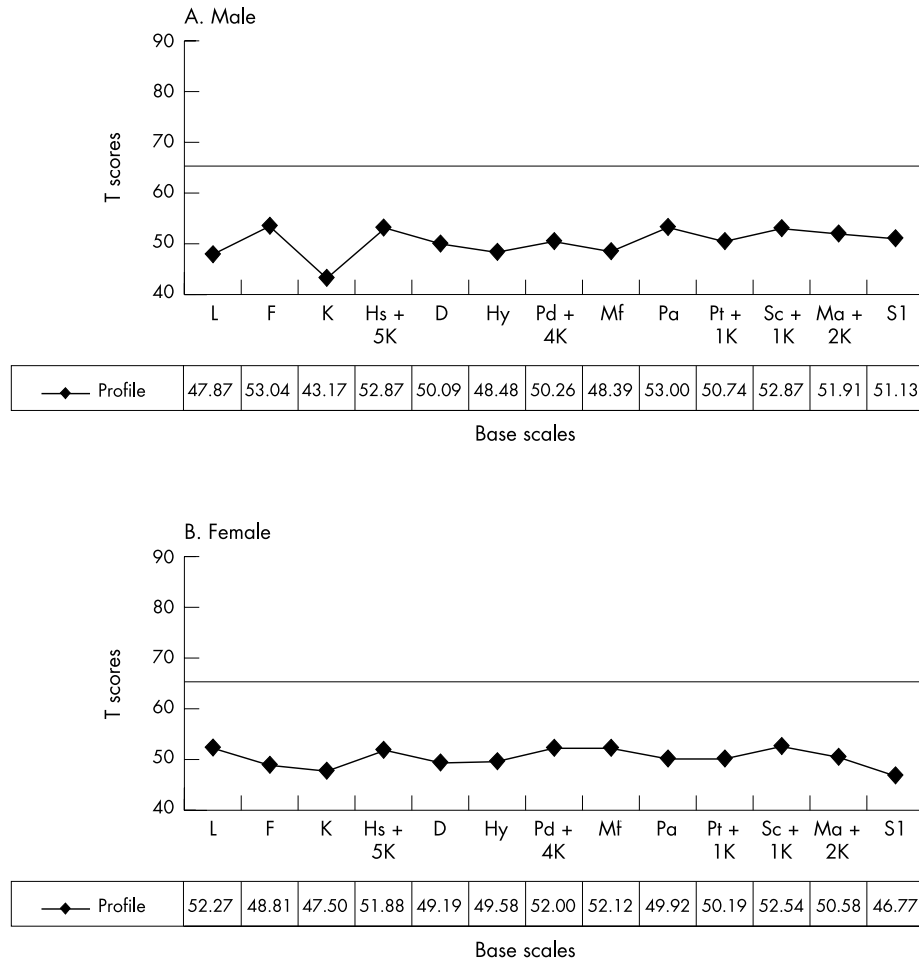 A. Male
90
80
70
60
50
40
T scores
L F K Hs + D Hy Pd + Mf Pa Pt + Sc + Ma + S1
5K 4K 1K 1K 2K
Profile 47.87 53.04 43.17 52.87 50.09 48.48 50.26 48.39 53.00 50.74 52.87 51.91 51.13
Base scales
B. Female
90
80
70
60
50
40
T scores
L F K Hs + D Hy Pd + Mf Pa Pt + Sc + Ma + S1
5K 4K 1K 1K 2K
Profile 52.27 48.81 47.50 51.88 49.19 49.58 52.00 52.12 49.92 50.19 52.54 50.58 46.77
Base scales